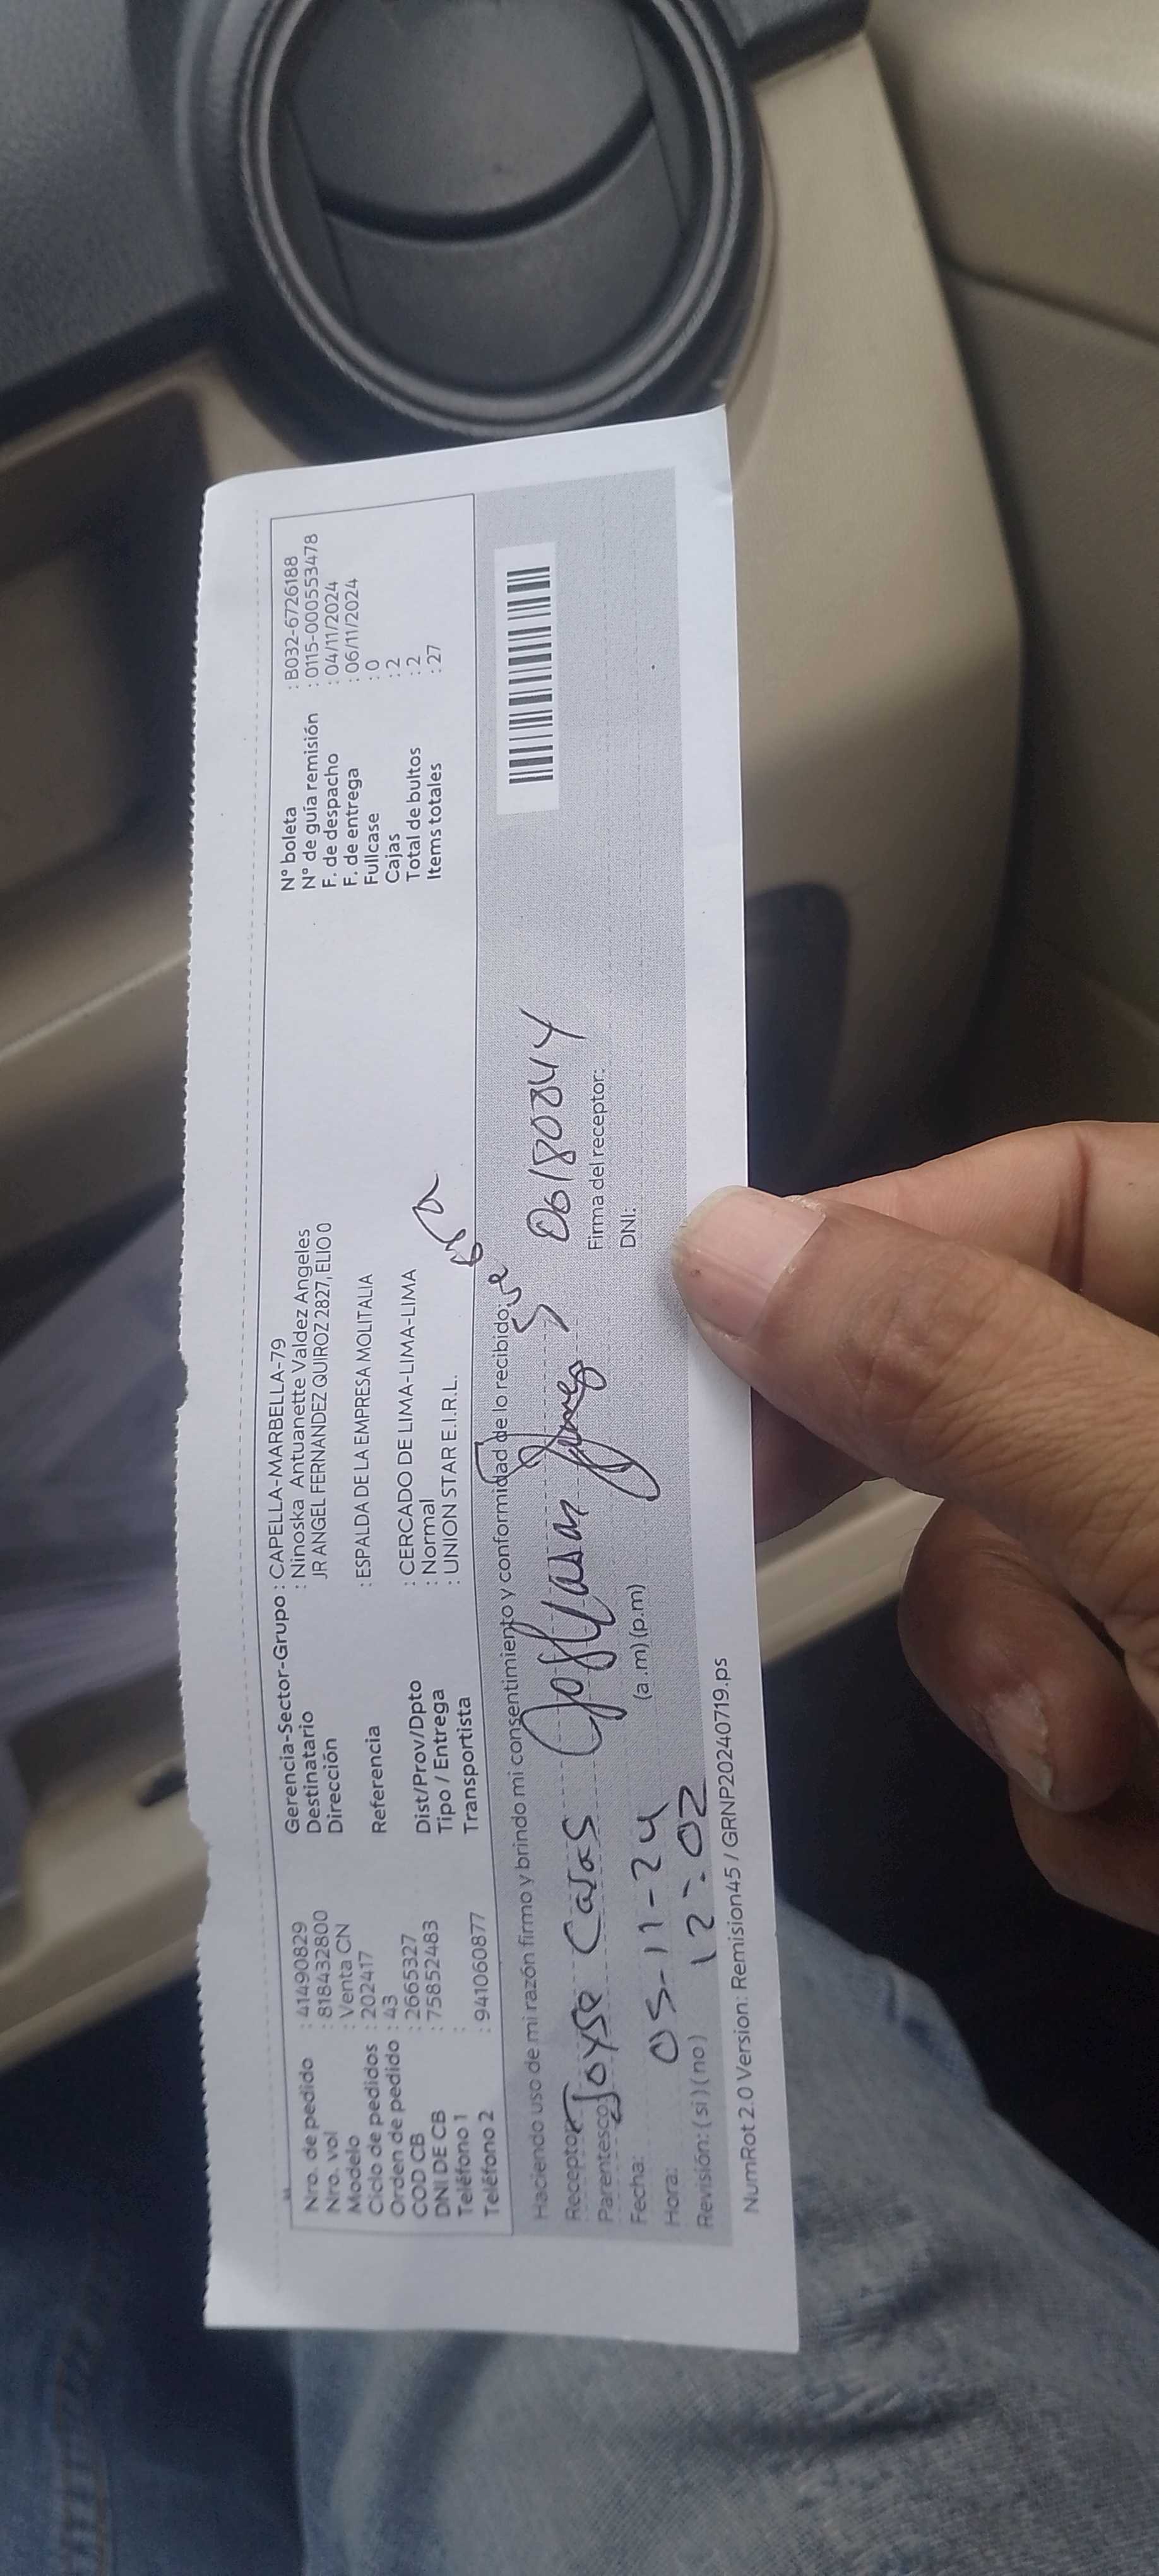 Nro. de pedido : 41490829
Nro. vol : 818432800
Modelo : Venta CN
Ciclo de pedidos : 202417
Orden de pedido : 43
COD CB : 2665327
DNI DE CB : 75852483
Teléfono 1 :
Teléfono 2 : 941060877
Gerencia-Sector-Grupo : CAPELLA-MARBELLA-79
Destinatario : Ninoska Antuanette Valdez Angeles
Dirección JR ANGEL FERNANDEZ QUIROZ 2827, ELIO 0
Referencia : ESPALDA DE LA EMPRESA MOLITALIA
Dist/Prov/Dpto : CERCADO DE LIMA-LIMA-LIMA
Tipo / Entrega : Normal
Transportista : UNION STAR E.I.R.L.
N° boleta : B032-6726188
N° de guía remisión : 0115-000553478
F. de despacho : 04/11/2024
F. de entrega : 06/11/2024
Fullcase : 0
Cajas : 2
Total de bultos : 2
Items totales : 27
Haciendo uso de mi razón firmo y brindo mi consentimiento y conformidad de lo recibido:
Receptor
Parentesco Joyse Casas
Fecha: 05-11-24
Hora: 12:02 (a.m) (p.m)
Revisión: (si) (no)
Firma del receptor:
DNI:
NumRot 2.0 Version: Remision45 / GRNP20240719.ps